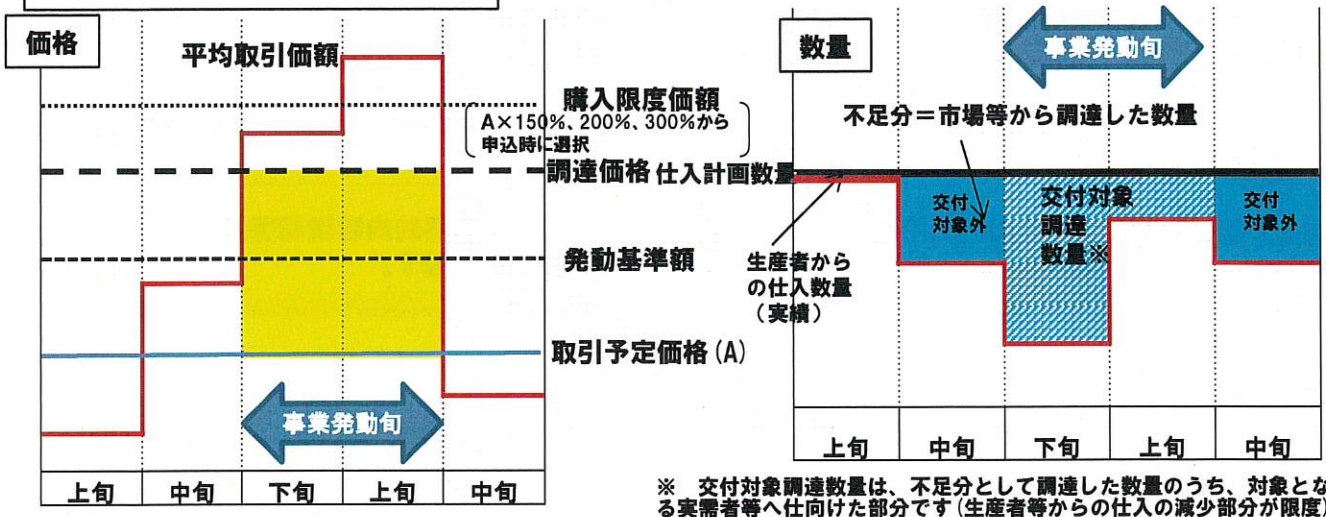 価格
平均取引価額
購入限度価額
A×150%、200%、300%から
申込時に選択
調達価格
発動基準額
取引予定価格(A)
事業発動旬
上旬
中旬
下旬
上旬
中旬
数量
事業発動旬
不足分=市場等から調達した数量
仕入計画数量
交付
対象外
交付対象
調達
数量※
交付
対象外
生産者から
の仕入数量
(実績)
上旬
中旬
下旬
上旬
中旬
※ 交付対象調達数量は、不足分として調達した数量のうち、対象とな
る実需者等へ仕向けた部分です(生産者等からの仕入の減少部分が限度)